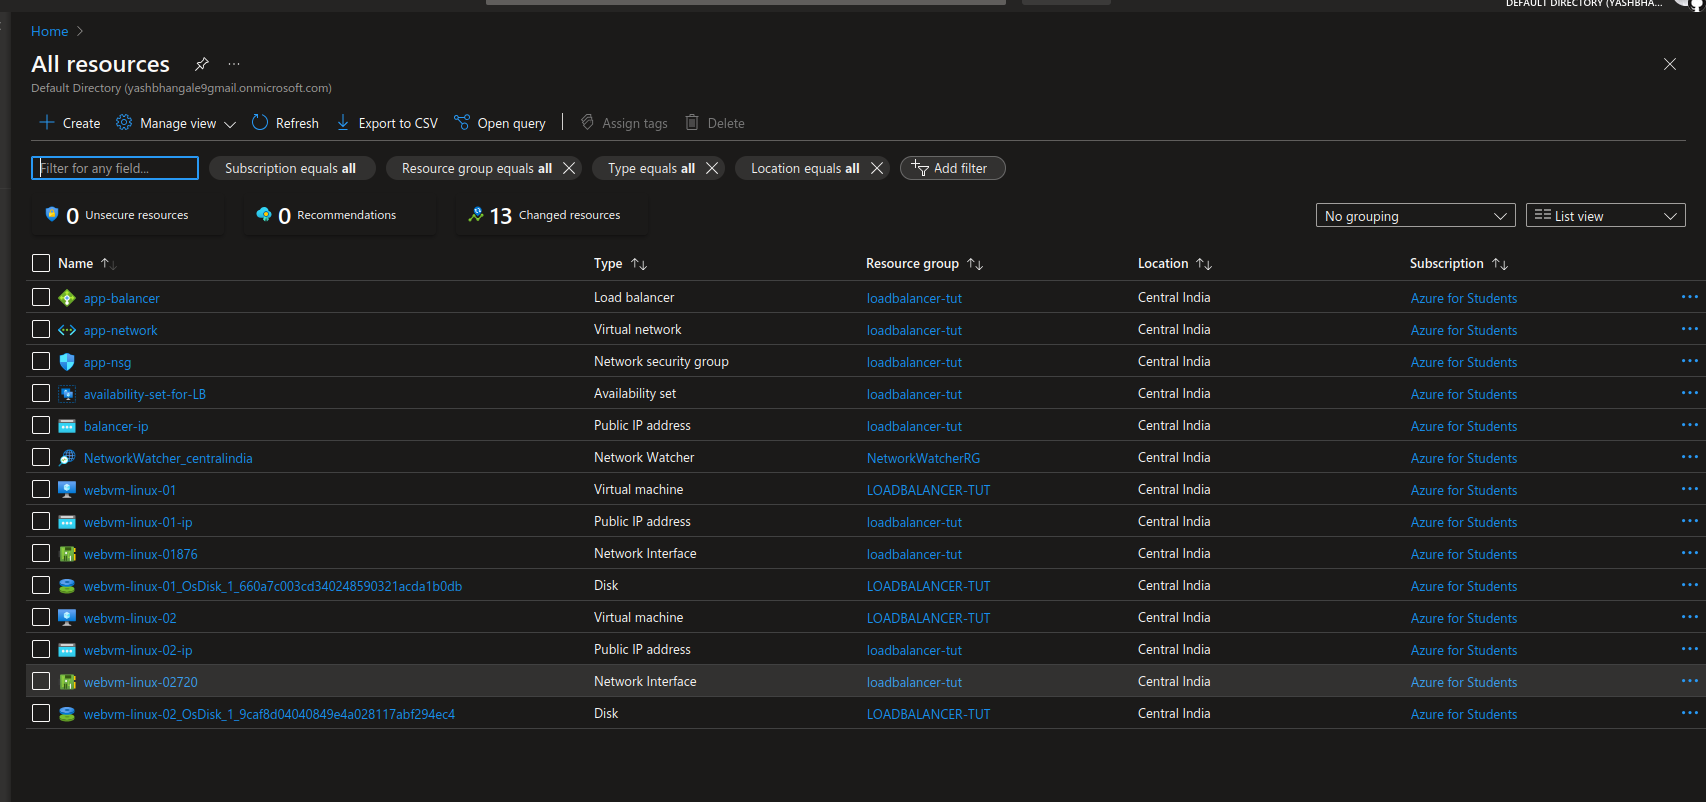 DEFAULT DIRECTORY (YASHBHA...
Home
All resources
Default Directory (yashbhangale9gmail.onmicrosoft.com)
Create Manage view Refresh Export to CSV Open query Assign tags Delete
Filter for any field... Subscription equals all Resource group equals all Type equals all Location equals all Add filter
0 Unsecure resources 0 Recommendations 13 Changed resources No grouping List view
Name Type Resource group Location Subscription
app-balancer Load balancer loadbalancer-tut Central India Azure for Students
app-network Virtual network loadbalancer-tut Central India Azure for Students
app-nsg Network security group loadbalancer-tut Central India Azure for Students
availability-set-for-LB Availability set loadbalancer-tut Central India Azure for Students
balancer-ip Public IP address loadbalancer-tut Central India Azure for Students
NetworkWatcher_centralindia Network Watcher NetworkWatcherRG Central India Azure for Students
webvm-linux-01 Virtual machine LOADBALANCER-TUT Central India Azure for Students
webvm-linux-01-ip Public IP address loadbalancer-tut Central India Azure for Students
webvm-linux-01876 Network Interface loadbalancer-tut Central India Azure for Students
webvm-linux-01_OsDisk_1_660a7c003cd340248590321acda1b0db Disk LOADBALANCER-TUT Central India Azure for Students
webvm-linux-02 Virtual machine LOADBALANCER-TUT Central India Azure for Students
webvm-linux-02-ip Public IP address loadbalancer-tut Central India Azure for Students
webvm-linux-02720 Network Interface loadbalancer-tut Central India Azure for Students
webvm-linux-02_OsDisk_1_9caf8d04040849e4a028117abf294ec4 Disk LOADBALANCER-TUT Central India Azure for Students